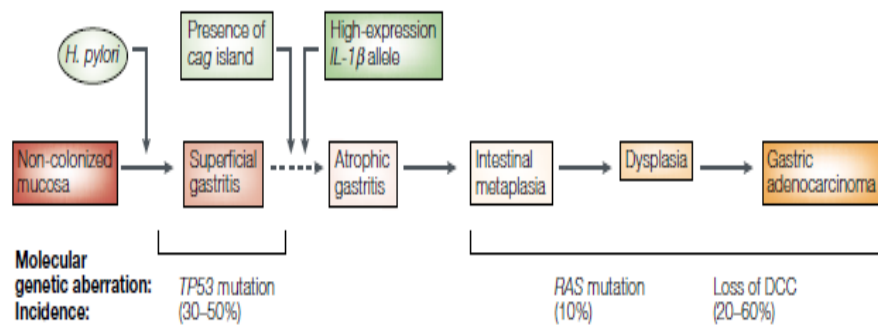 H. pylori
Presence of
cag island
High-expression
IL-1β allele
Non-colonized
mucosa
Superficial
gastritis
Atrophic
gastritis
Intestinal
metaplasia
Dysplasia
Gastric
adenocarcinoma
Molecular
genetic aberration:
Incidence:
TP53 mutation
(30–50%)
RAS mutation
(10%)
Loss of DCC
(20–60%)